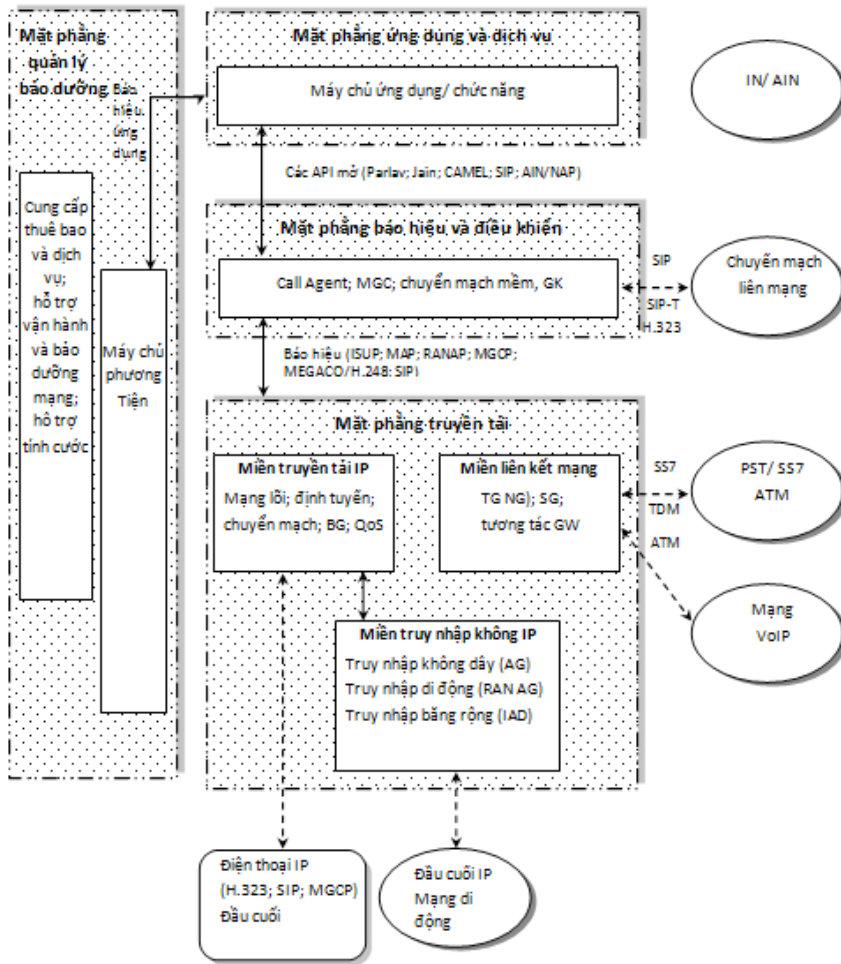 Mặt phẳng
quản lý
bảo dưỡng
Báo
hiệu.
ứng
dụng
Cung cấp
thuê bao
và dịch
vụ;
hỗ trợ
vận hành
và bảo
dưỡng
mạng;
hỗ trợ
tính cước
Máy chủ
phương
Tiện
Mặt phẳng ứng dụng và dịch vụ
Máy chủ ứng dụng/ chức năng
IN/ AIN
Các API mở (Parlav; Jain; CAMEL; SIP; AIN/NAP)
Mặt phẳng báo hiệu và điều khiển
Call Agent; MGC; chuyển mạch mềm, GK
SIP
SIP-T
H.323
Chuyển mạch
liên mạng
Báo hiệu (ISUP; MAP; RANAP; MGCP;
MEGACO/H.248: SIP)
Mặt phẳng truyền tải
Miền truyền tải IP
Mạng lõi; định tuyến;
chuyển mạch; BG; QoS
Miền liên kết mạng
TG NG); SG;
tương tác GW
SS7
TDM
ATM
PST/ SS7
ATM
Mạng
VoIP
Miền truy nhập không IP
Truy nhập không dây (AG)
Truy nhập di động (RAN AG)
Truy nhập băng rộng (IAD)
Điện thoại IP
(H.323; SIP; MGCP)
Đầu cuối
Đầu cuối IP
Mạng di
động